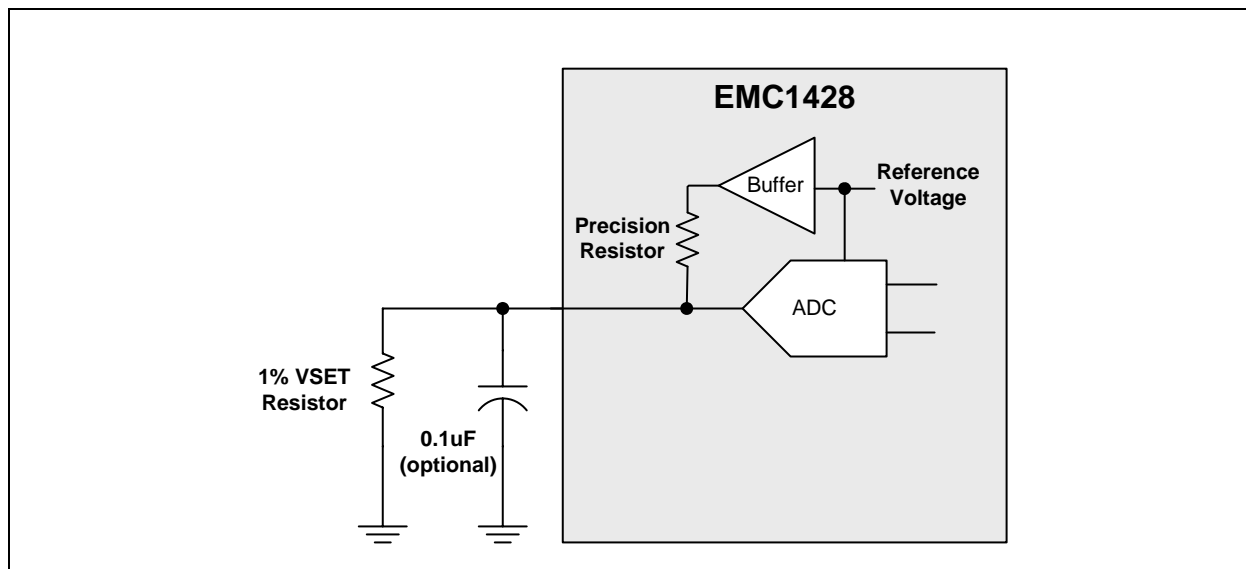 EMC1428
Buffer
Reference
Voltage
Precision
Resistor
ADC
1% VSET
Resistor
0.1uF
(optional)